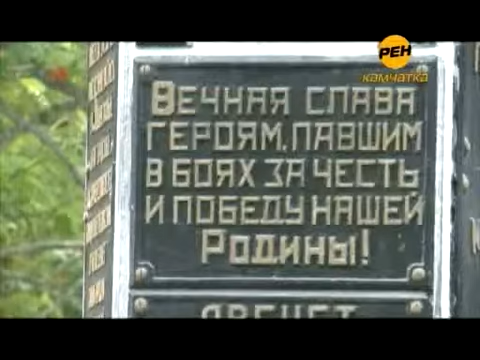 РЕН
КАМЧАТКА
Вечная слава
героям, павшим
в боях за честь
и победу нашей
Родины!